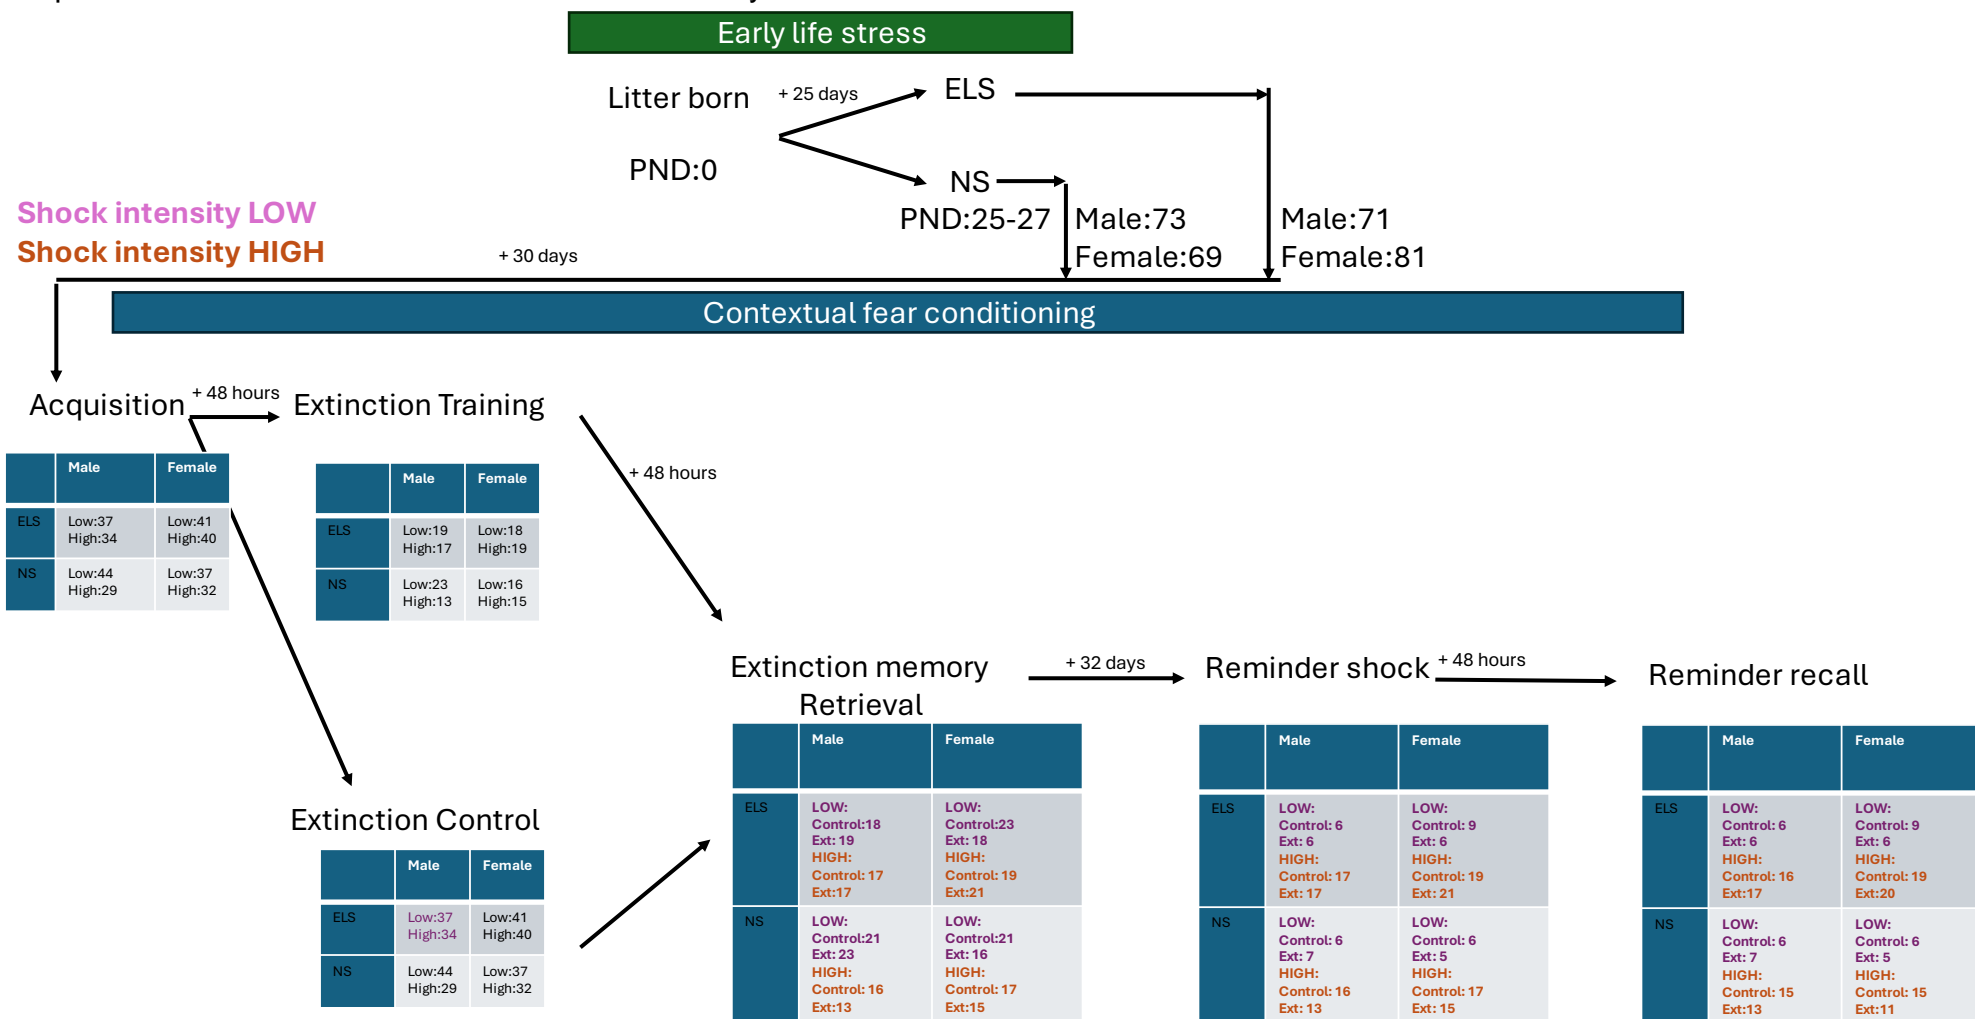 Early life stress
Litter born
+ 25 days
ELS
PND:0
NS
PND:25-27
Male:73
Female:69
Male:71
Female:81
Shock intensity LOW
Shock intensity HIGH
+ 30 days
Contextual fear conditioning
Acquisition
+ 48 hours
Extinction Training
Male
Female
ELS
Low:37
High:34
Low:41
High:40
NS
Low:44
High:29
Low:37
High:32
Male
Female
ELS
Low:19
High:17
Low:18
High:19
NS
Low:23
High:13
Low:16
High:15
+ 48 hours
Extinction Control
Male
Female
ELS
Low:37
High:34
Low:41
High:40
NS
Low:44
High:29
Low:37
High:32
Extinction memory
Retrieval
+ 32 days
Reminder shock
+ 48 hours
Reminder recall
Male
Female
ELS
LOW:
Control:18
Ext: 19
HIGH:
Control: 17
Ext:17
LOW:
Control:23
Ext: 18
HIGH:
Control: 19
Ext:21
NS
LOW:
Control:21
Ext: 23
HIGH:
Control: 16
Ext:13
LOW:
Control:21
Ext: 16
HIGH:
Control: 17
Ext:15
Male
Female
ELS
LOW:
Control: 6
Ext: 6
HIGH:
Control: 17
Ext: 17
LOW:
Control: 9
Ext: 6
HIGH:
Control: 19
Ext: 21
NS
LOW:
Control: 6
Ext: 7
HIGH:
Control: 16
Ext: 13
LOW:
Control: 6
Ext: 5
HIGH:
Control: 17
Ext: 15
Male
Female
ELS
LOW:
Control: 6
Ext: 6
HIGH:
Control: 16
Ext:17
LOW:
Control: 9
Ext: 6
HIGH:
Control: 19
Ext:20
NS
LOW:
Control: 6
Ext: 7
HIGH:
Control: 15
Ext:13
LOW:
Control: 6
Ext: 5
HIGH:
Control: 15
Ext:11